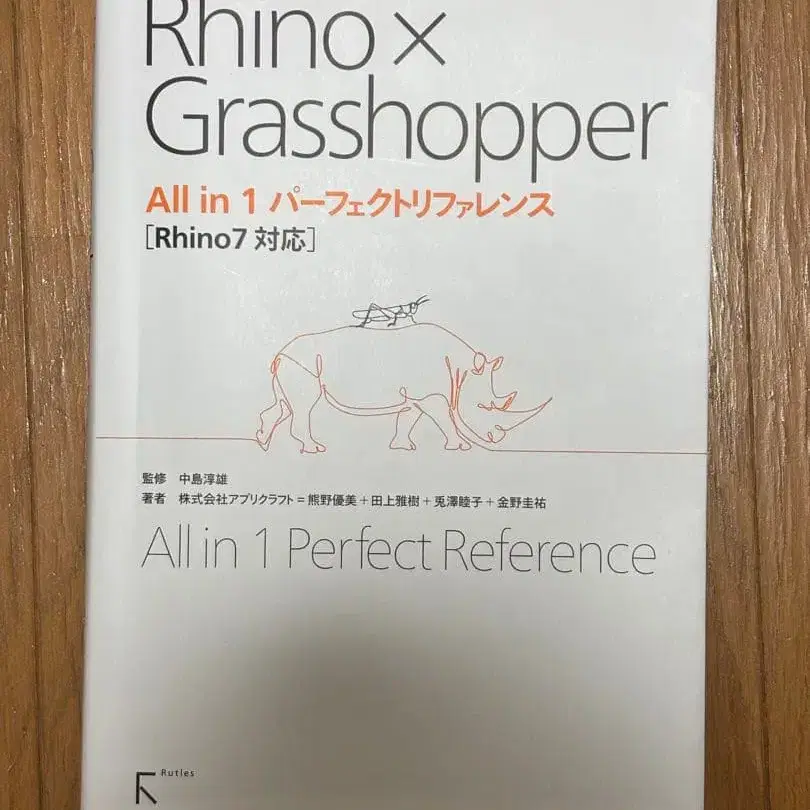 Rhino×
Grasshopper
All in 1 パーフェクトリファレンス
[Rhino7 対応]
監修 中島淳雄
著者 株式会社アプリクラフト=熊野優美+田上雅樹+兎澤睦子+金野圭祐
All in 1 Perfect Reference
Rutles